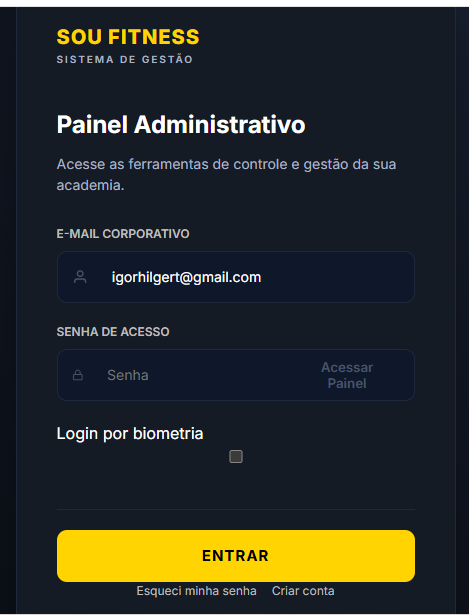 SOU FITNESS
SISTEMA DE GESTÃO
Painel Administrativo
Acesse as ferramentas de controle e gestão da sua
academia.
E-MAIL CORPORATIVO
igorhilgert@gmail.com
SENHA DE ACESSO
Senha
Acessar
Painel
Login por biometria
ENTRAR
Esqueci minha senha Criar conta